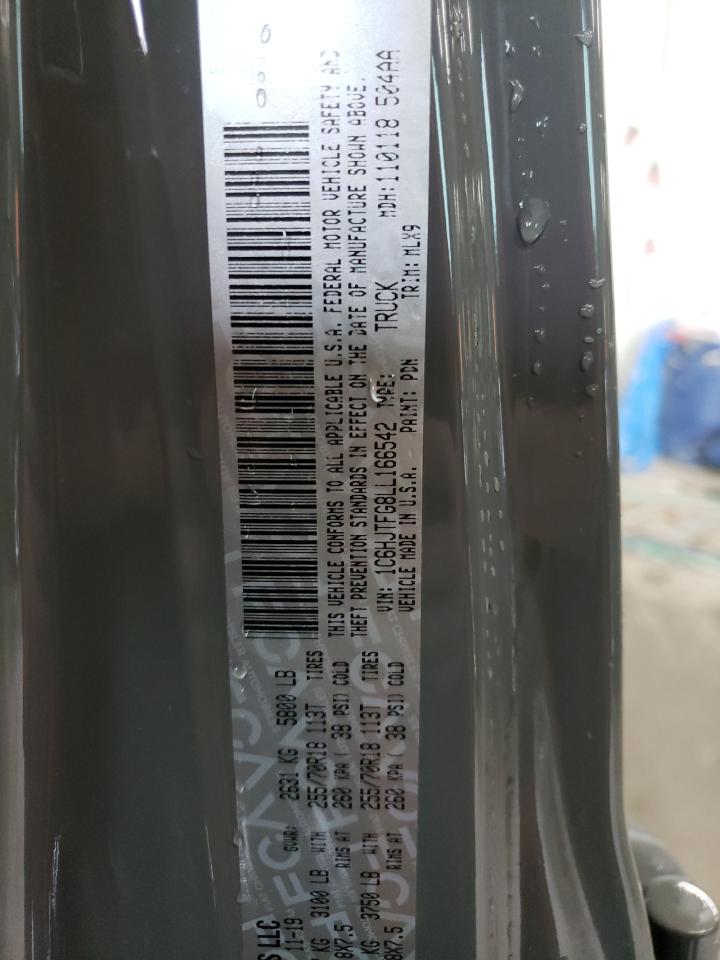 S LLC
11-19 GVWR: 2631 KG 5800 LB
KG 3100 LB WITH 255/70R18 113T TIRES
8X7.5 RIMS AT 260 KPA ( 38 PSI) COLD
KG 3750 LB WITH 255/70R18 113T TIRES
8X7.5 RIMS AT 260 KPA ( 38 PSI) COLD
THIS VEHICLE CONFORMS TO ALL APPLICABLE U.S.A. FEDERAL MOTOR VEHICLE SAFETY AND
THEFT PREVENTION STANDARDS IN EFFECT ON THE DATE OF MANUFACTURE SHOWN ABOVE.
VIN: 1C6HJTFG8LL166542 TYPE: TRUCK MDH:110118 504AA
VEHICLE MADE IN U.S.A. PAINT: PDN TRIM: MLX9